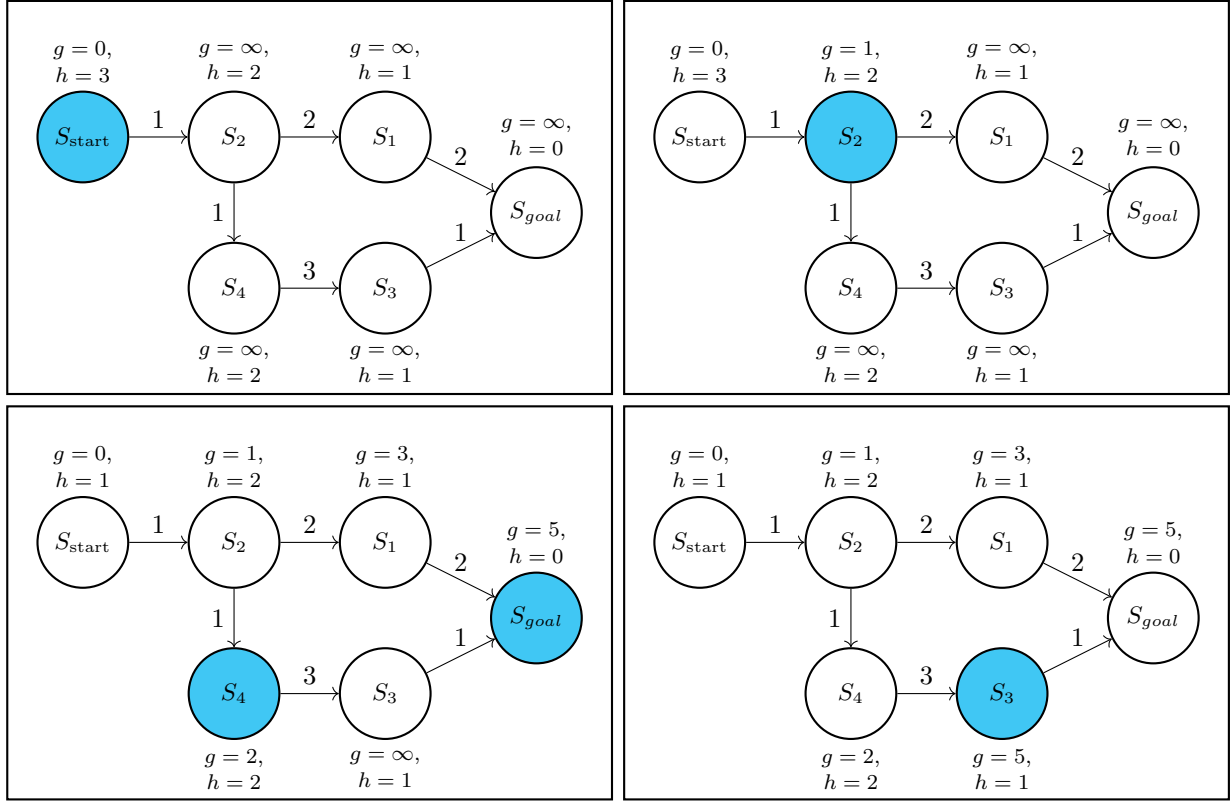 g = 0,
h = 3
g = ∞,
h = 2
g = ∞,
h = 1
g = ∞,
h = 0
S_start
1
S_2
2
S_1
2
S_goal
1
1
S_4
3
S_3
g = ∞,
h = 2
g = ∞,
h = 1
g = 0,
h = 3
g = 1,
h = 2
g = ∞,
h = 1
g = ∞,
h = 0
S_start
1
S_2
2
S_1
2
S_goal
1
1
S_4
3
S_3
g = ∞,
h = 2
g = ∞,
h = 1
g = 0,
h = 1
g = 1,
h = 2
g = 3,
h = 1
g = 5,
h = 0
S_start
1
S_2
2
S_1
2
S_goal
1
1
S_4
3
S_3
g = 2,
h = 2
g = ∞,
h = 1
g = 0,
h = 1
g = 1,
h = 2
g = 3,
h = 1
g = 5,
h = 0
S_start
1
S_2
2
S_1
2
S_goal
1
1
S_4
3
S_3
g = 2,
h = 2
g = 5,
h = 1